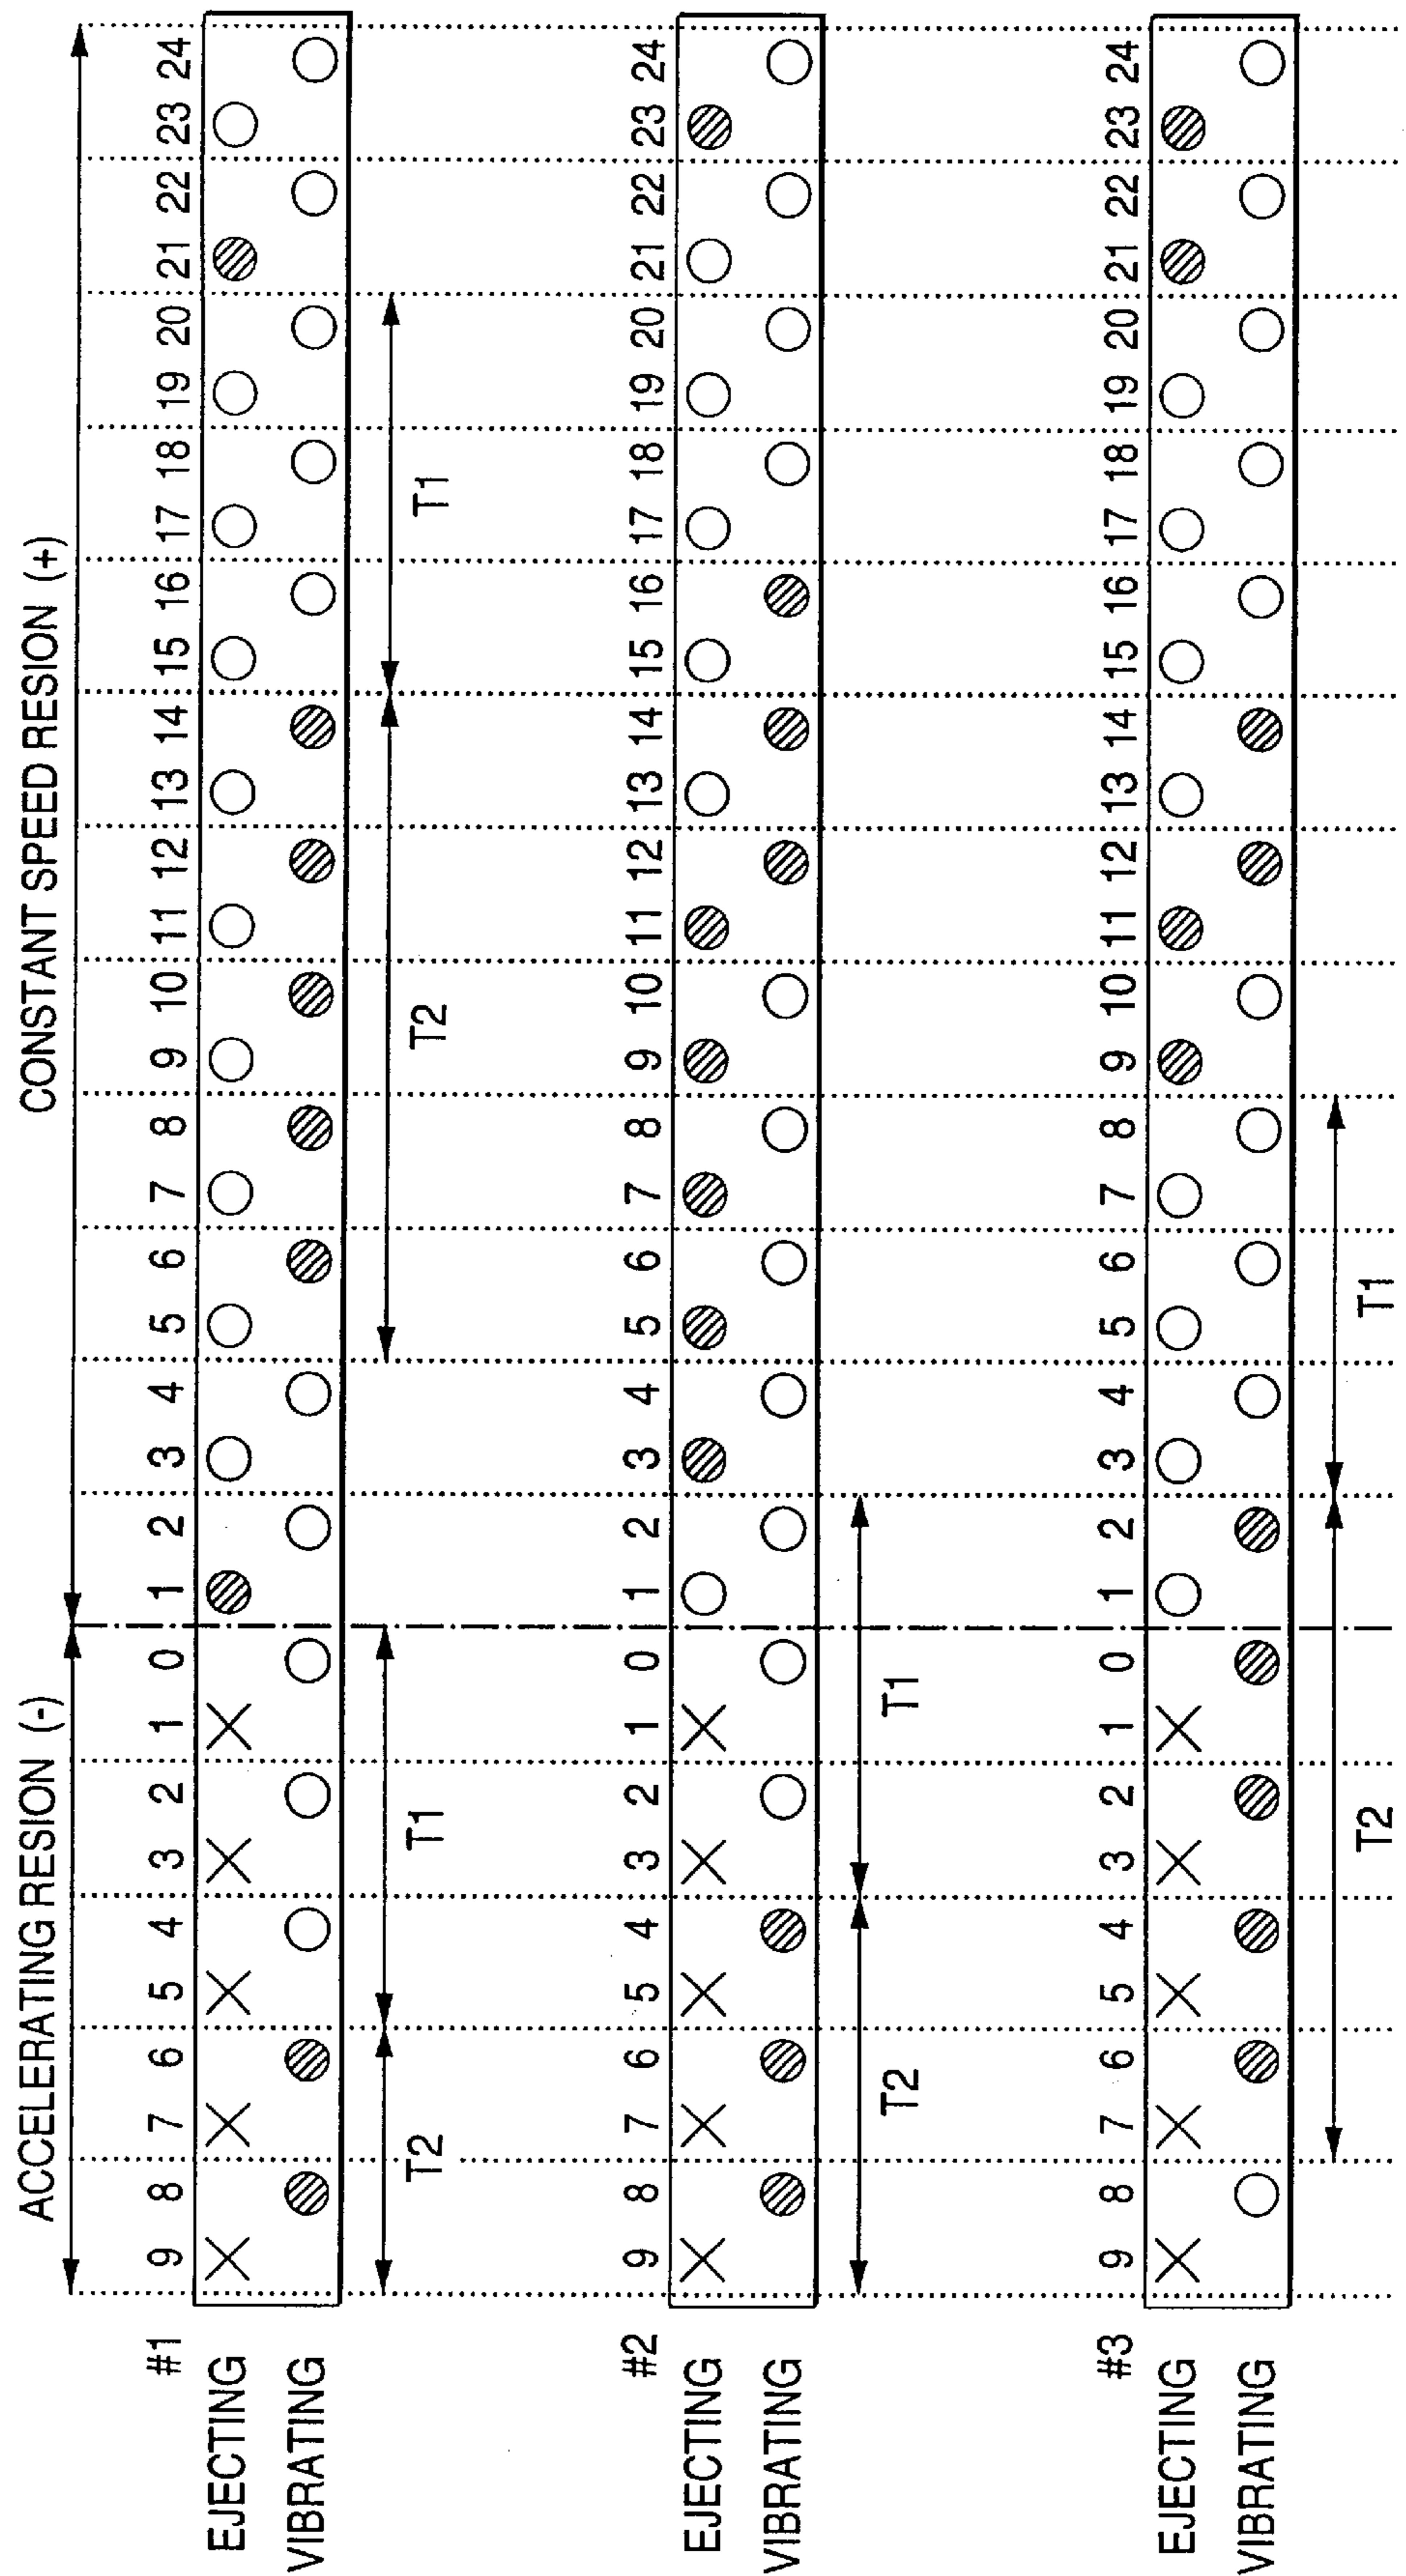 ACCELERATING RESION (-)
CONSTANT SPEED RESION (+)
#1
9 8 7 6 5 4 3 2 1 0 1 2 3 4 5 6 7 8 9 10 11 12 13 14 15 16 17 18 19 20 21 22 23 24
EJECTING
VIBRATING
T2 T1 T2 T1
#2
9 8 7 6 5 4 3 2 1 0 1 2 3 4 5 6 7 8 9 10 11 12 13 14 15 16 17 18 19 20 21 22 23 24
EJECTING
VIBRATING
T2 T1
#3
9 8 7 6 5 4 3 2 1 0 1 2 3 4 5 6 7 8 9 10 11 12 13 14 15 16 17 18 19 20 21 22 23 24
EJECTING
VIBRATING
T2 T1